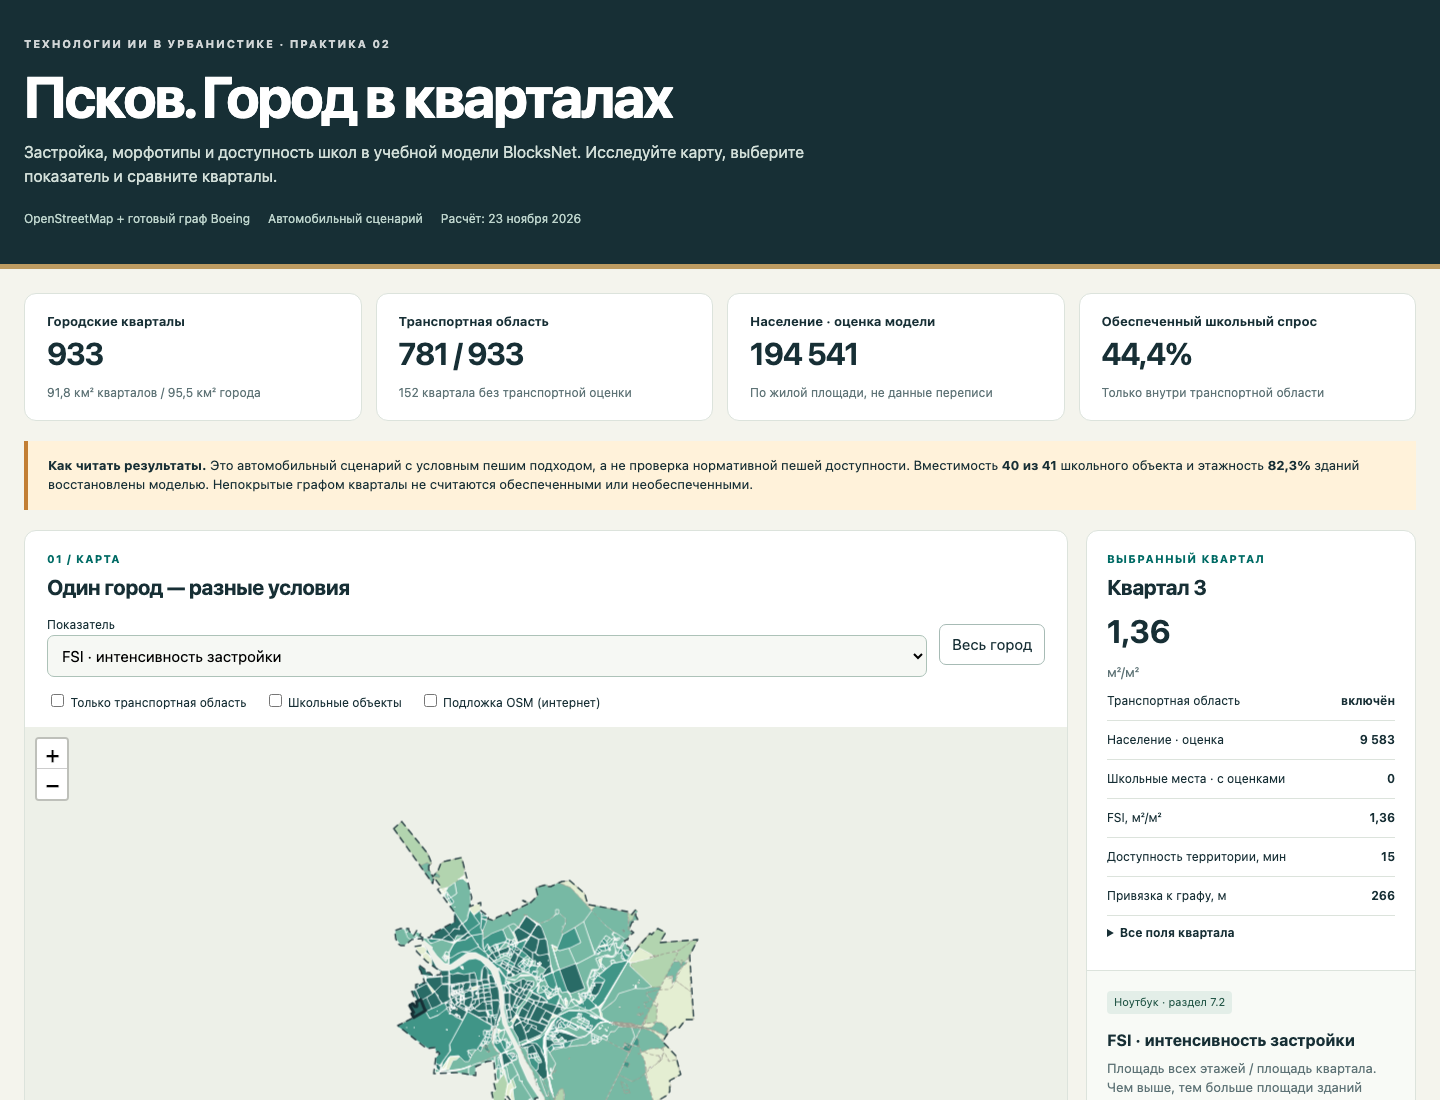 ТЕХНОЛОГИИ ИИ В УРБАНИСТИКЕ · ПРАКТИКА 02
Псков. Город в кварталах
Застройка, морфотипы и доступность школ в учебной модели BlocksNet. Исследуйте карту, выберите
показатель и сравните кварталы.
OpenStreetMap + готовый граф Boeing Автомобильный сценарий Расчёт: 23 ноября 2026
Городские кварталы
933
91,8 км² кварталов / 95,5 км² города
Транспортная область
781 / 933
152 квартала без транспортной оценки
Население · оценка модели
194 541
По жилой площади, не данные переписи
Обеспеченный школьный спрос
44,4%
Только внутри транспортной области
Как читать результаты. Это автомобильный сценарий с условным пешим подходом, а не проверка нормативной пешей доступности. Вместимость 40 из 41 школьного объекта и этажность 82,3% зданий
восстановлены моделью. Непокрытые графом кварталы не считаются обеспеченными или необеспеченными.
01 / КАРТА
Один город — разные условия
Показатель
FSI · интенсивность застройки
Весь город
Только транспортная область Школьные объекты Подложка OSM (интернет)
+
−
ВЫБРАННЫЙ КВАРТАЛ
Квартал 3
1,36
м²/м²
Транспортная область включён
Население · оценка 9 583
Школьные места · с оценками 0
FSI, м²/м² 1,36
Доступность территории, мин 15
Привязка к графу, м 266
Все поля квартала
Ноутбук · раздел 7.2
FSI · интенсивность застройки
Площадь всех этажей / площадь квартала.
Чем выше, тем больше площади зданий